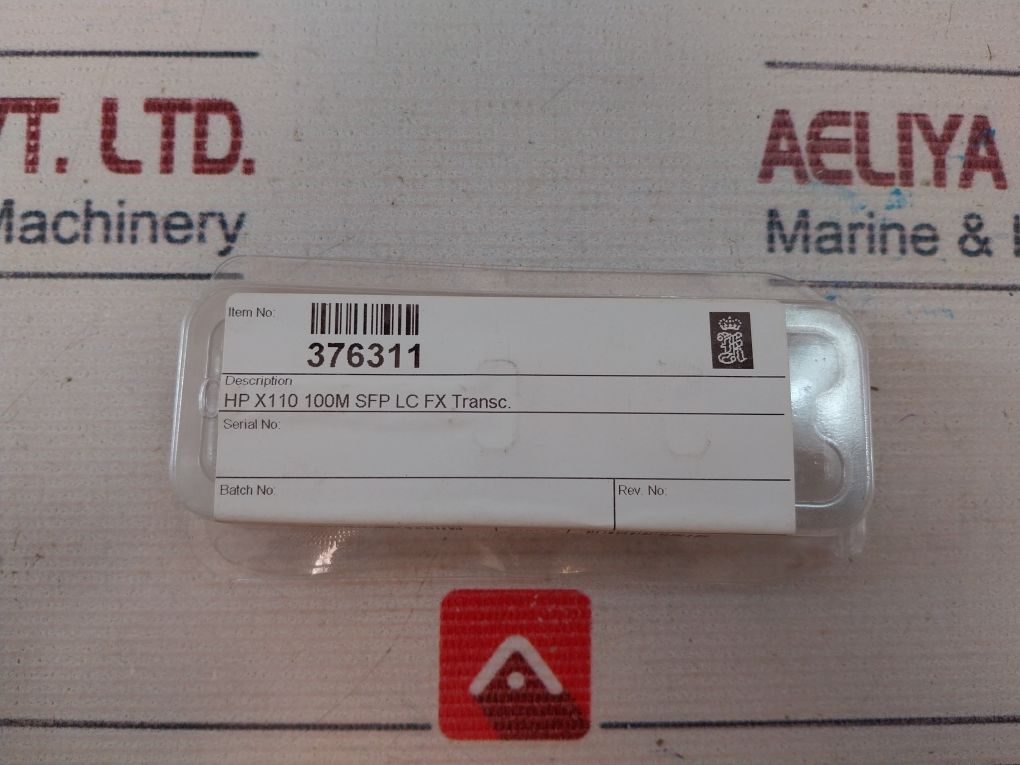 VT. LTD.
Machinery
AELIYA
Marine &
Item No:
376311
Description
HP X110 100M SFP LC FX Transc.
Serial No:
Batch No:
Rev. No: